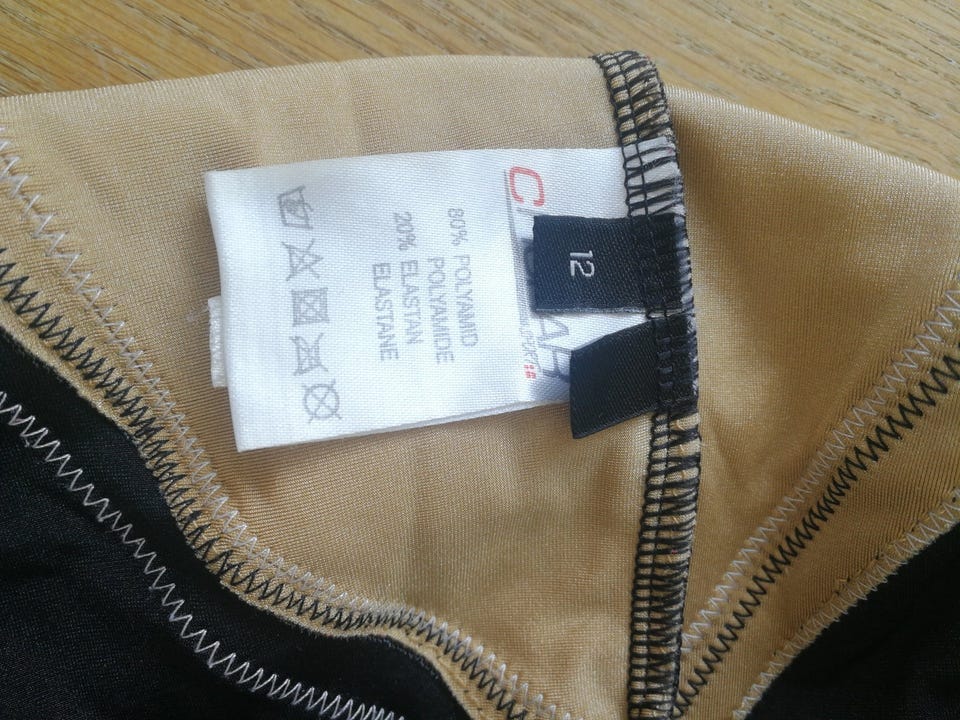 80% POLYAMID
POLYAMIDE
20% ELASTAN
ELASTANE
12